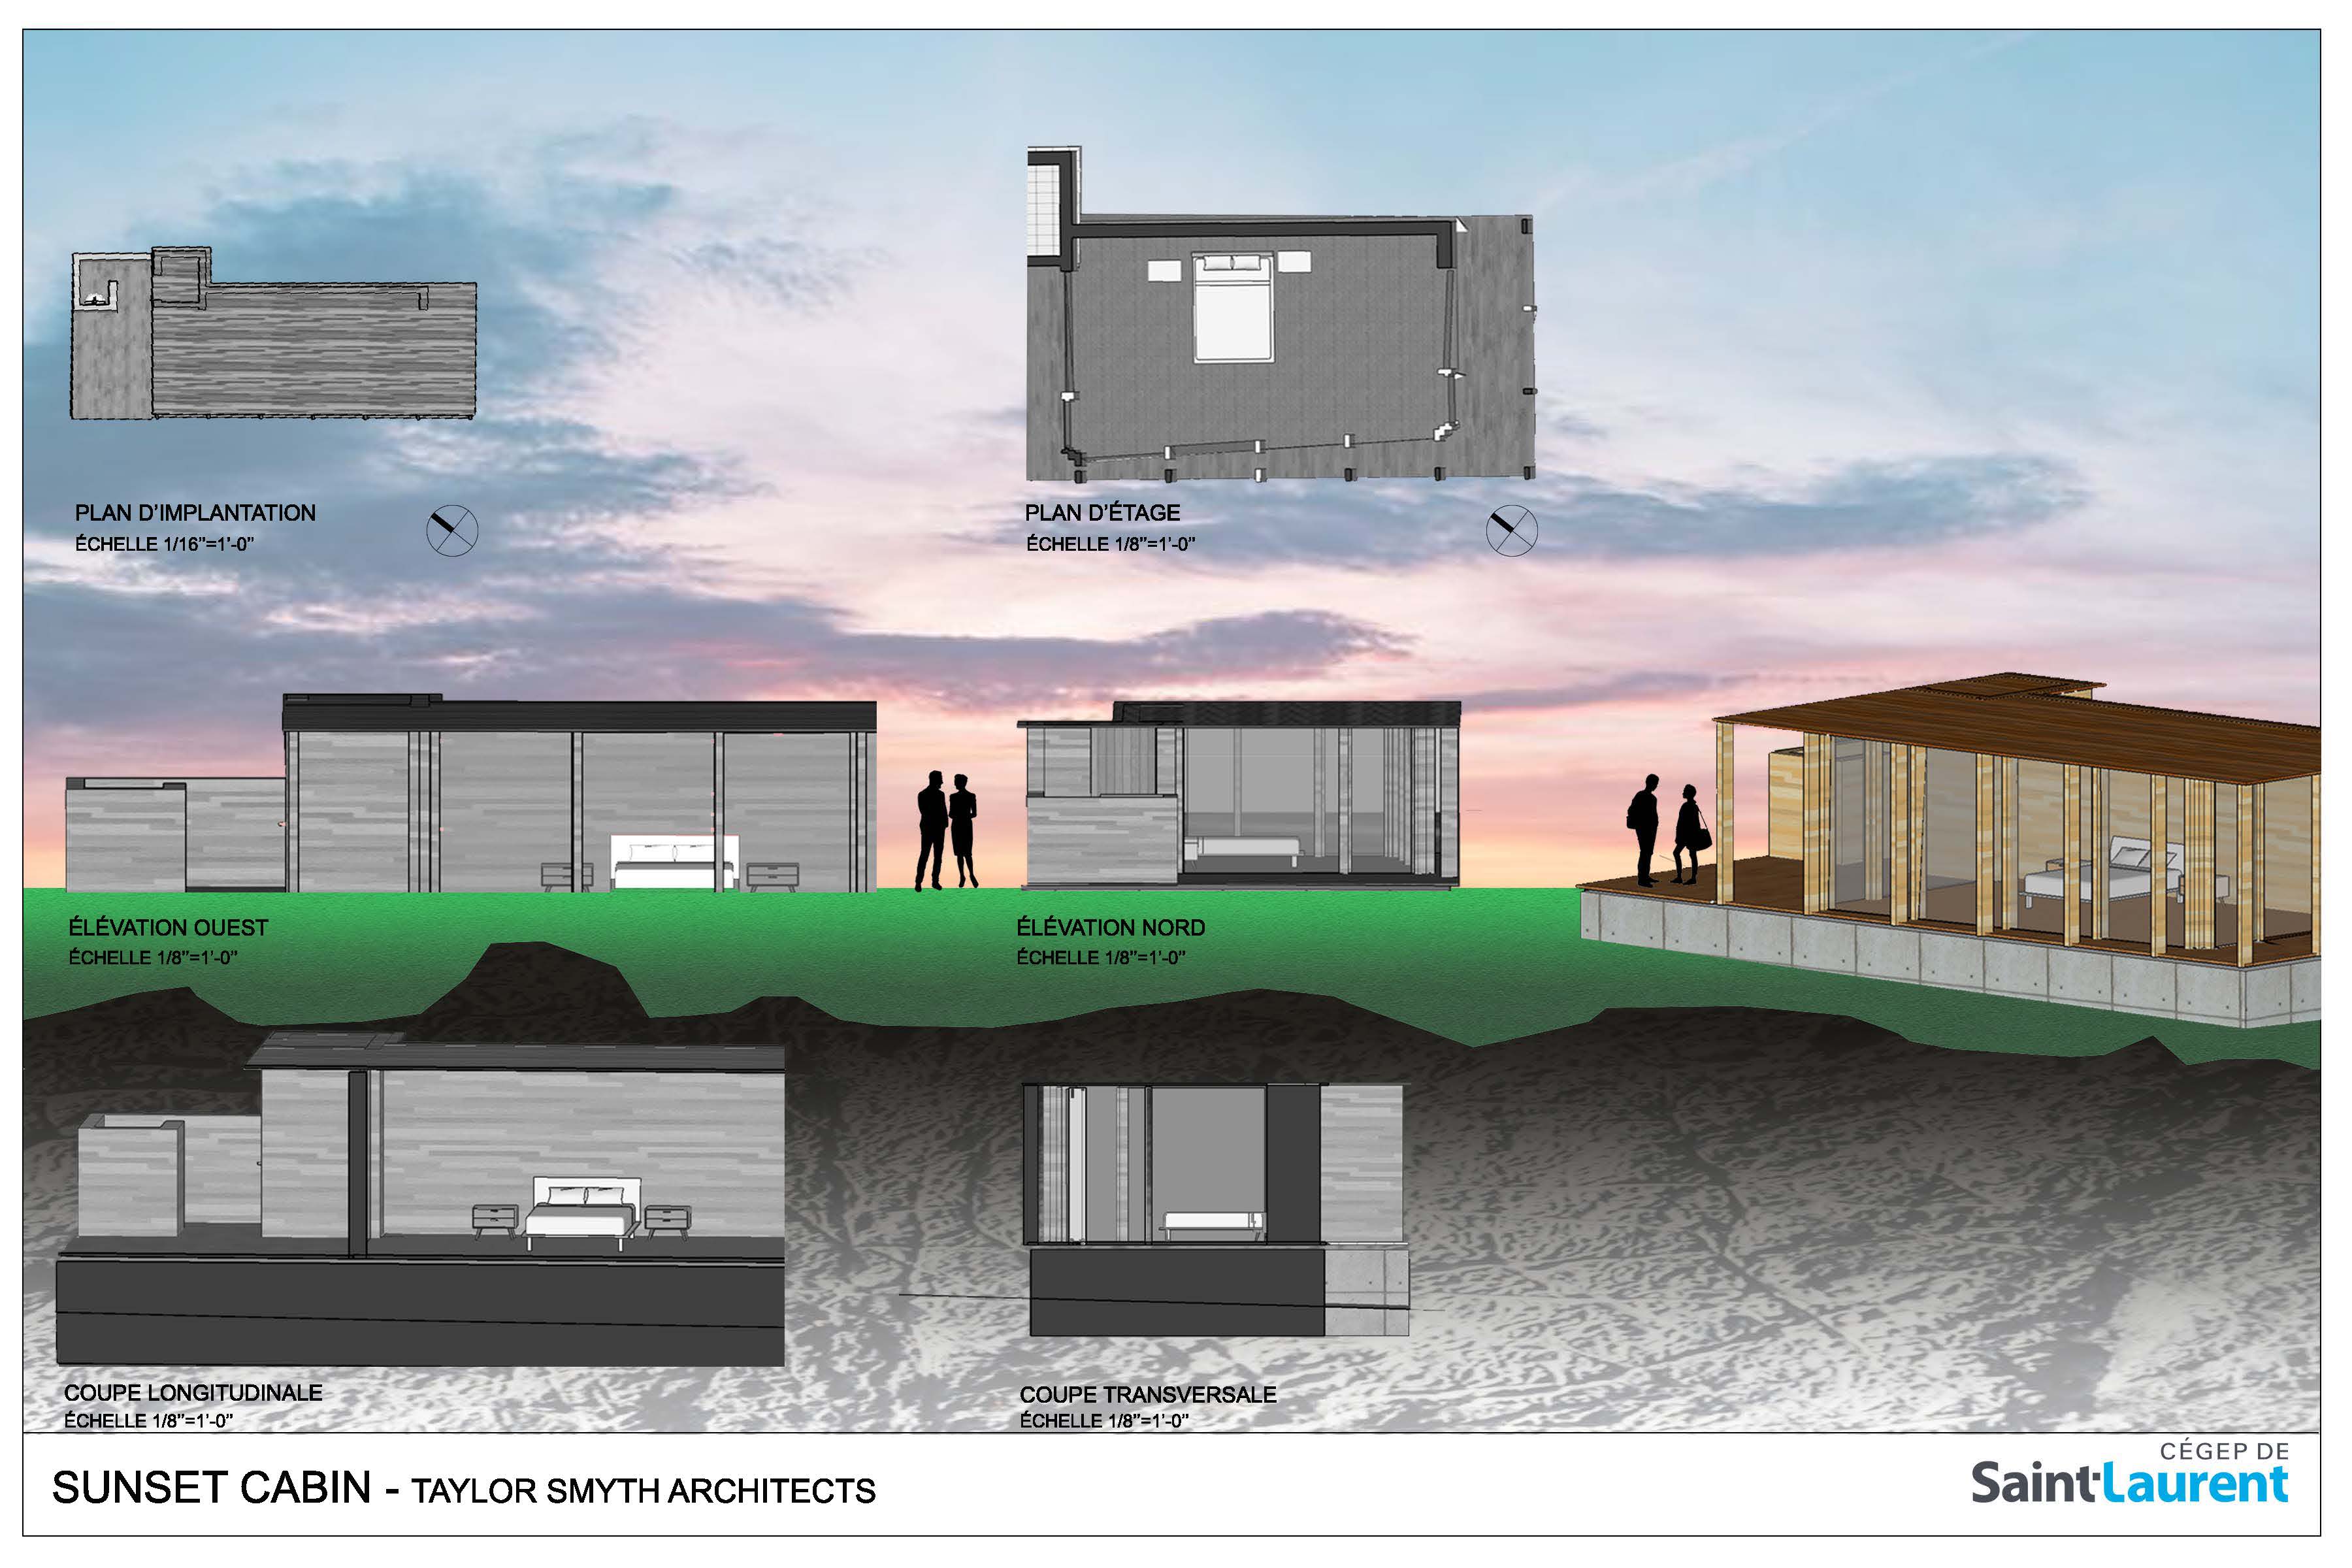 PLAN D'IMPLANTATION
ÉCHELLE 1/16"=1'-0"
PLAN D'ÉTAGE
ÉCHELLE 1/8"=1'-0"
ÉLÉVATION OUEST
ÉCHELLE 1/8"=1'-0"
ÉLÉVATION NORD
ÉCHELLE 1/8"=1'-0"
COUPE LONGITUDINALE
ÉCHELLE 1/8"=1'-0"
COUPE TRANSVERSALE
ÉCHELLE 1/8"=1'-0"
SUNSET CABIN - TAYLOR SMYTH ARCHITECTS
CÉGEP DE
Saint-Laurent